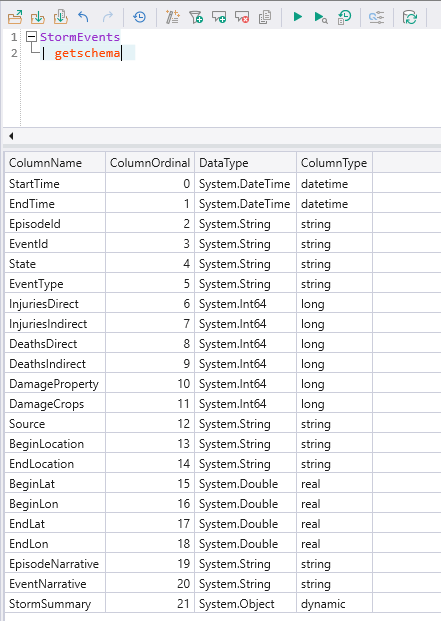 1 StormEvents
2 | getschema
ColumnName ColumnOrdinal DataType ColumnType
StartTime 0 System.DateTime datetime
EndTime 1 System.DateTime datetime
EpisodeId 2 System.String string
EventId 3 System.String string
State 4 System.String string
EventType 5 System.String string
InjuriesDirect 6 System.Int64 long
InjuriesIndirect 7 System.Int64 long
DeathsDirect 8 System.Int64 long
DeathsIndirect 9 System.Int64 long
DamageProperty 10 System.Int64 long
DamageCrops 11 System.Int64 long
Source 12 System.String string
BeginLocation 13 System.String string
EndLocation 14 System.String string
BeginLat 15 System.Double real
BeginLon 16 System.Double real
EndLat 17 System.Double real
EndLon 18 System.Double real
EpisodeNarrative 19 System.String string
EventNarrative 20 System.String string
StormSummary 21 System.Object dynamic